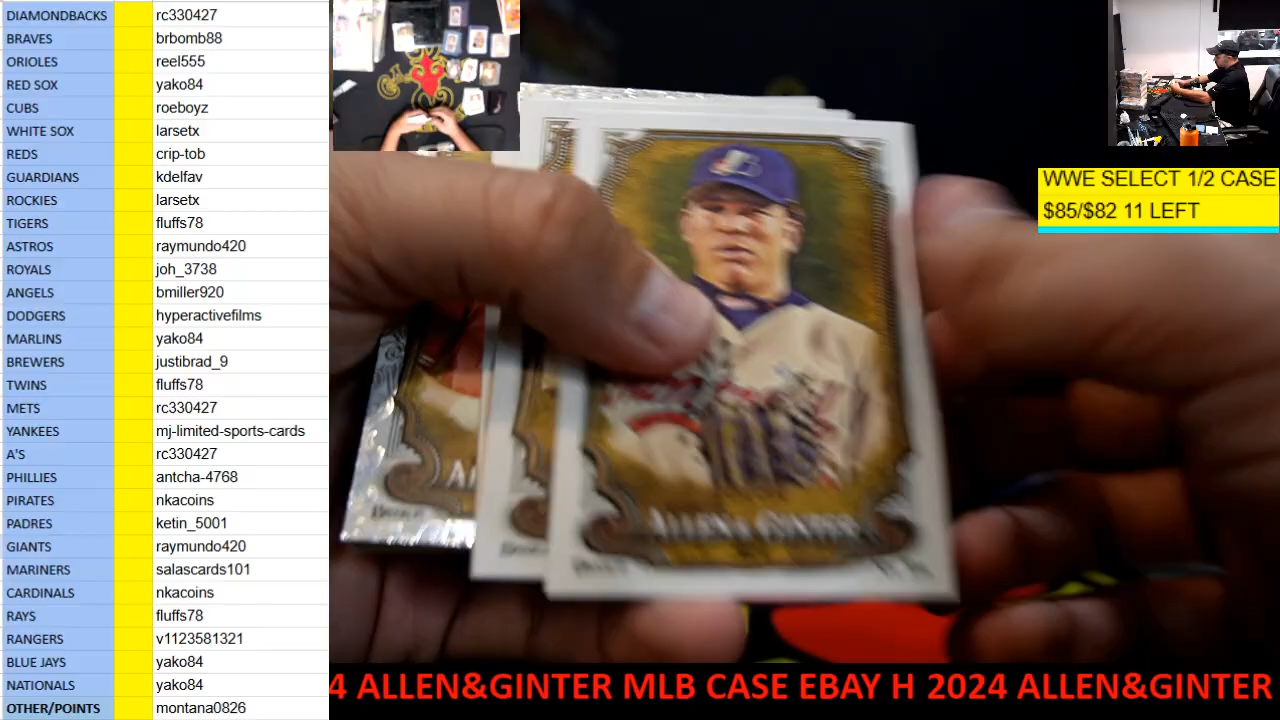 DIAMONDBACKS rc330427
BRAVES brbomb88
ORIOLES reel555
RED SOX yako84
CUBS roeboyz
WHITE SOX larsetx
REDS crip-tob
GUARDIANS kdelfav
ROCKIES larsetx
TIGERS fluffs78
ASTROS raymundo420
ROYALS joh_3738
ANGELS bmiller920
DODGERS hyperactivefilms
MARLINS yako84
BREWERS justibrad_9
TWINS fluffs78
METS rc330427
YANKEES mj-limited-sports-cards
A'S rc330427
PHILLIES antcha-4768
PIRATES nkacoins
PADRES ketin_5001
GIANTS raymundo420
MARINERS salascards101
CARDINALS nkacoins
RAYS fluffs78
RANGERS v1123581321
BLUE JAYS yako84
NATIONALS yako84
OTHER/POINTS montana0826
WWE SELECT 1/2 CASE
$85/$82 11 LEFT
ALLEN & GINTER
4 ALLEN&GINTER MLB CASE EBAY H 2024 ALLEN&GINTER